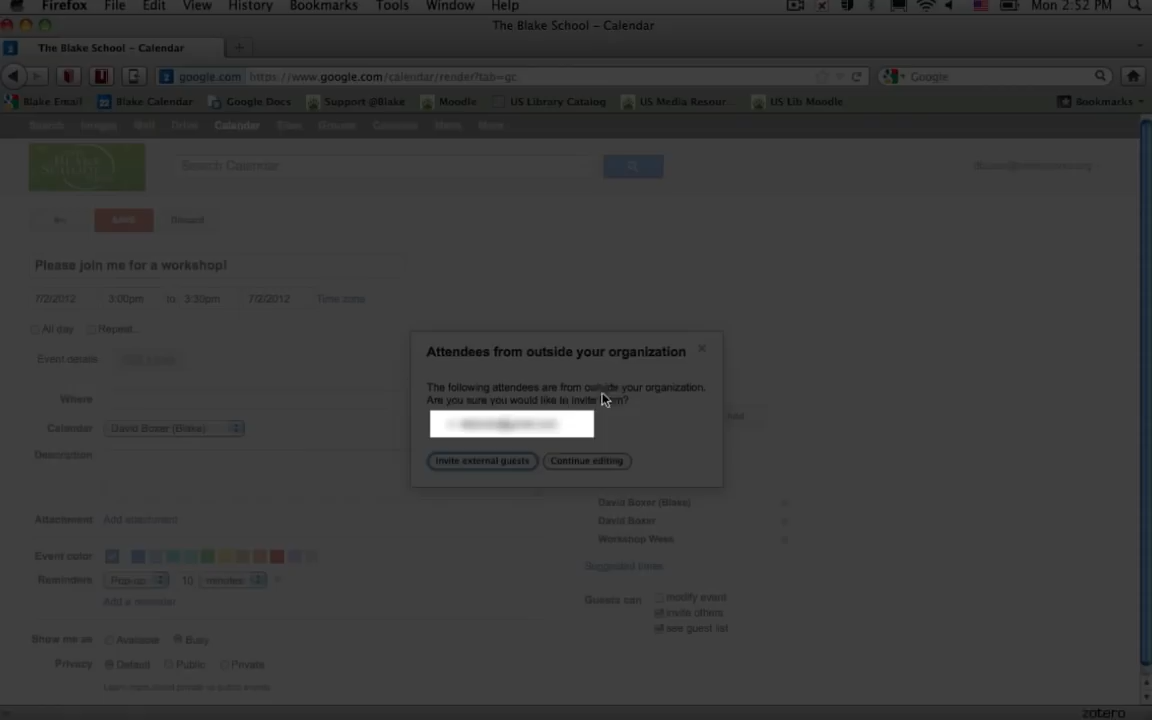 Firefox File Edit View History Bookmarks Tools Window Help Mon 2:52 PM
The Blake School – Calendar
The Blake School – Calendar
google.com https://www.google.com/calendar/render?tab=gc Google
Blake Email Blake Calendar Google Docs Support @Blake Moodle US Library Catalog US Media Resour... US Lib Moodle Bookmarks
Search Images Mail Drive Calendar Sites Groups Contacts More
BLAKE SCHOOL Search Calendar
SAVE Discard
Please join me for a workshop!
7/2/2012 3:00pm to 3:30pm 7/2/2012 Time zone
All day Repeat...
Event details
Attendees from outside your organization
The following attendees are from outside your organization.
Are you sure you would like to invite them?
Where
Calendar David Boxer (Blake)
Add
Description
Invite external guests Continue editing
David Boxer (Blake)
Attachment Add attachment
David Boxer
Workshop Week
Event color
Suggested times
Reminders Pop-up 10 minutes
Add a reminder
Guests can modify event
invite others
see guest list
Show me as Available Busy
Privacy Default Public Private
zotero